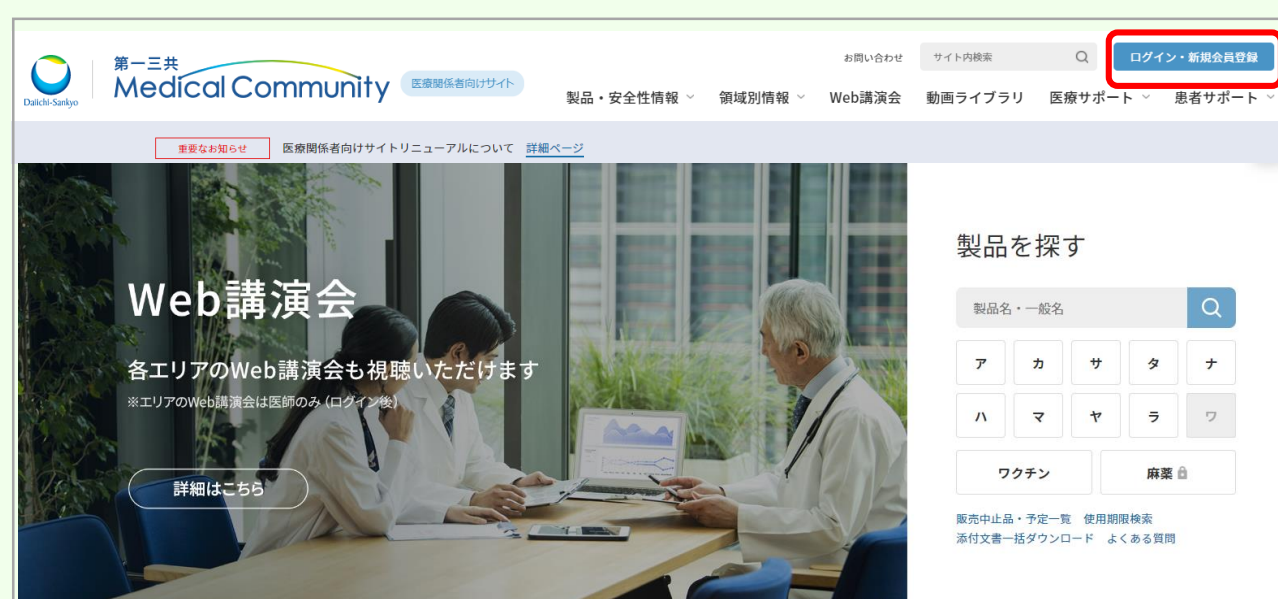 Daiichi-Sankyo
第一三共
Medical Community
医療関係者向けサイト
お問い合わせ
サイト内検索
ログイン・新規会員登録
製品・安全性情報
領域別情報
Web講演会
動画ライブラリ
医療サポート
患者サポート
重要なお知らせ
医療関係者向けサイトリニューアルについて 詳細ページ
Web講演会
各エリアのWeb講演会も視聴いただけます
※エリアのWeb講演会は医師のみ（ログイン後）
詳細はこちら
製品を探す
製品名・一般名
ア カ サ タ ナ
ハ マ ヤ ラ ワ
ワクチン 麻薬
販売中止品・予定一覧 使用期限検索
添付文書一括ダウンロード よくある質問